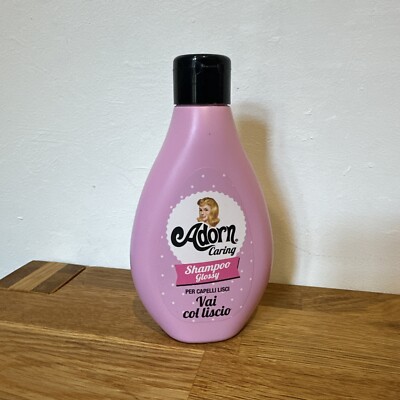 Adorn
Caring
Shampoo
Glossy
PER CAPELLI LISCI
Vai
col liscio